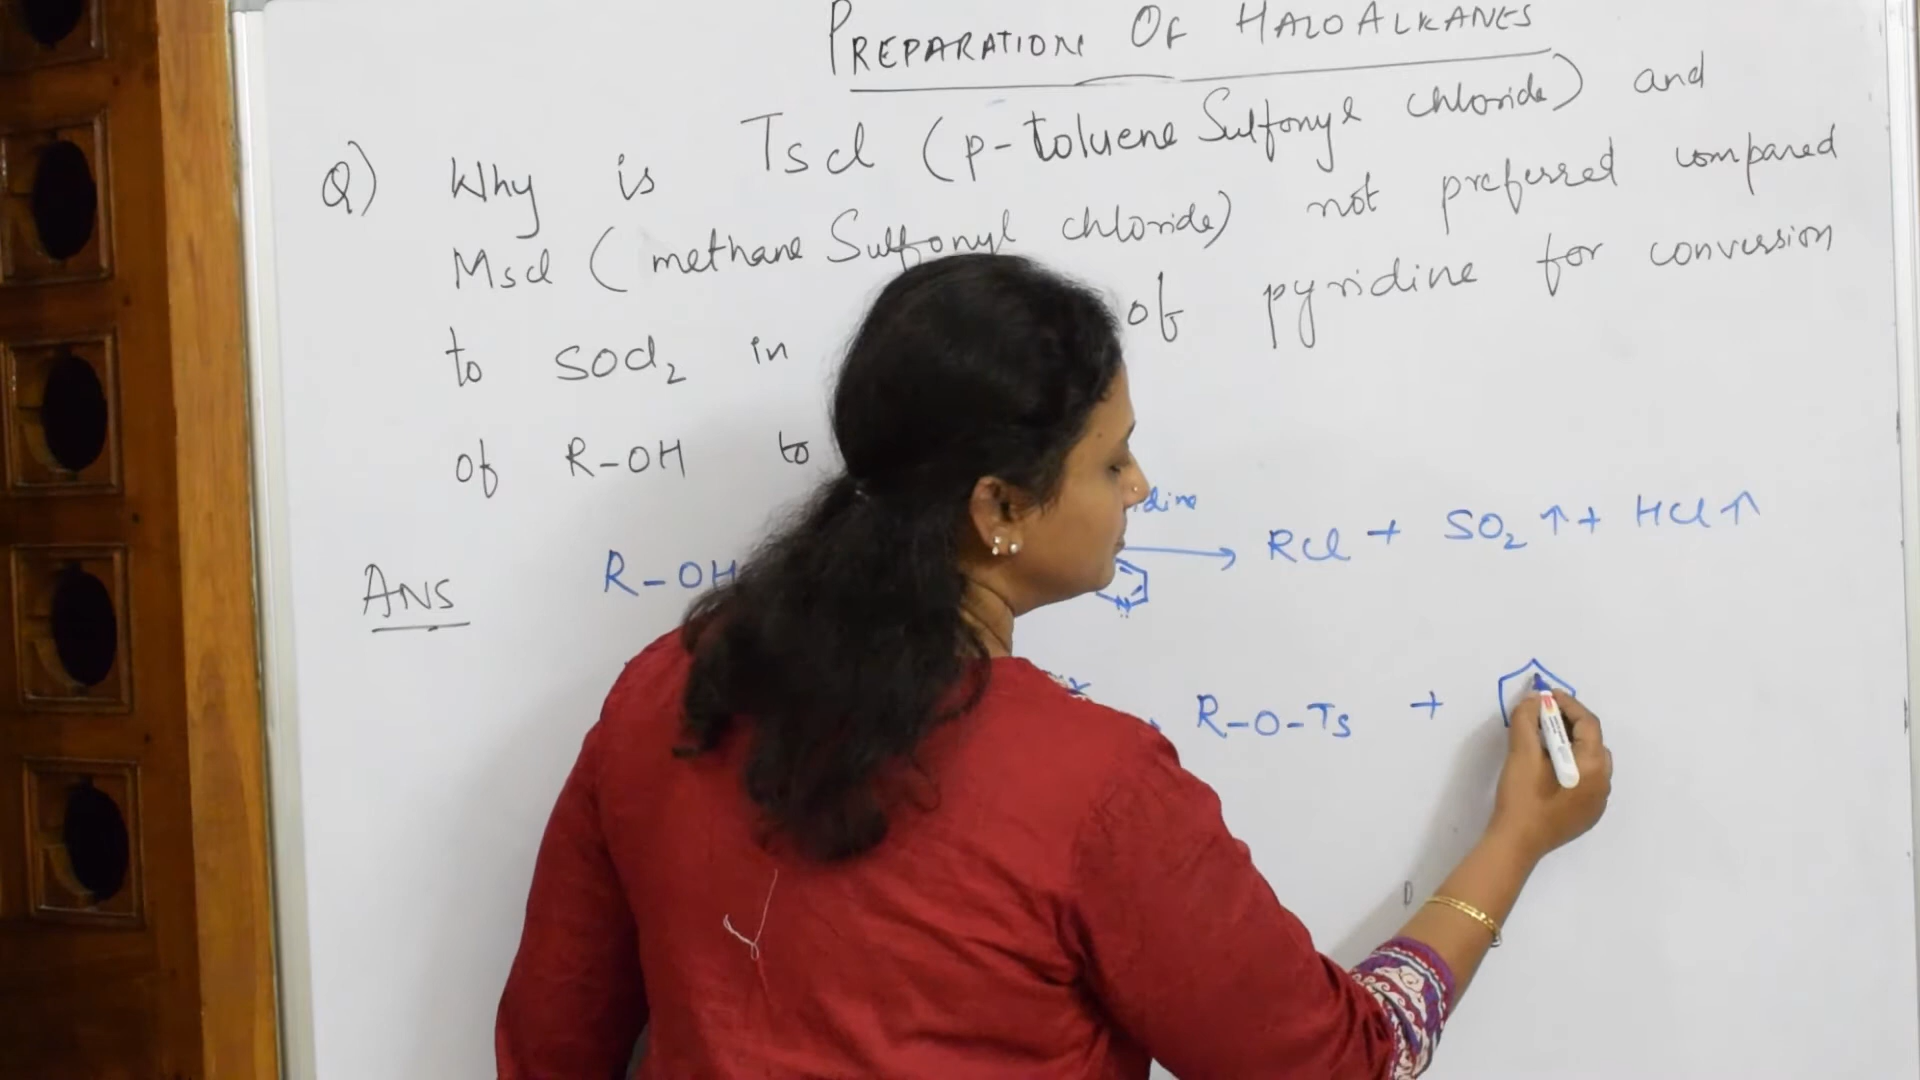 PREPARATION OF HALOALKANES
Q) Why is Tscl (p-toluene Sulfonyl chloride) and
Mscl (methane Sulfonyl chloride) not preferred compared
to SOCl2 in of pyridine for conversion
of R-OH to
ANS R-OH → RCl + SO2 ↑ + HCl ↑
R-O-Ts +